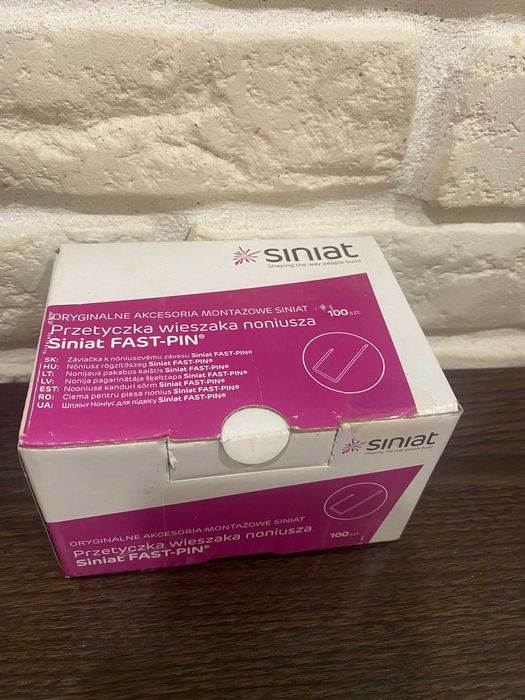 siniat
Shaping the way people build
ORYGINALNE AKCESORIA MONTAŻOWE SINIAT
100 szt.
Przetyczka wieszaka noniusza
Siniat FAST-PIN®
SK: Závlačka k nóniusovému závesu Siniat FAST-PIN®
HU: Nóniusz rögzítőszeg Siniat FAST-PIN®
LT: Nonijaus pakabos kaištis Siniat FAST-PIN®
LV: Nonija pagarinātāja šķelttapa Siniat FAST-PIN®
EST: Nooniuse kanduri sõrm Siniat FAST-PIN®
RO: Clema pentru piesa nonius Siniat FAST-PIN®
UA: Шплінт Ноніус для підвісу Siniat FAST-PIN®
siniat
Shaping the way people build
ORYGINALNE AKCESORIA MONTAŻOWE SINIAT
Przetyczka wieszaka noniusza
Siniat FAST-PIN®
100 szt.